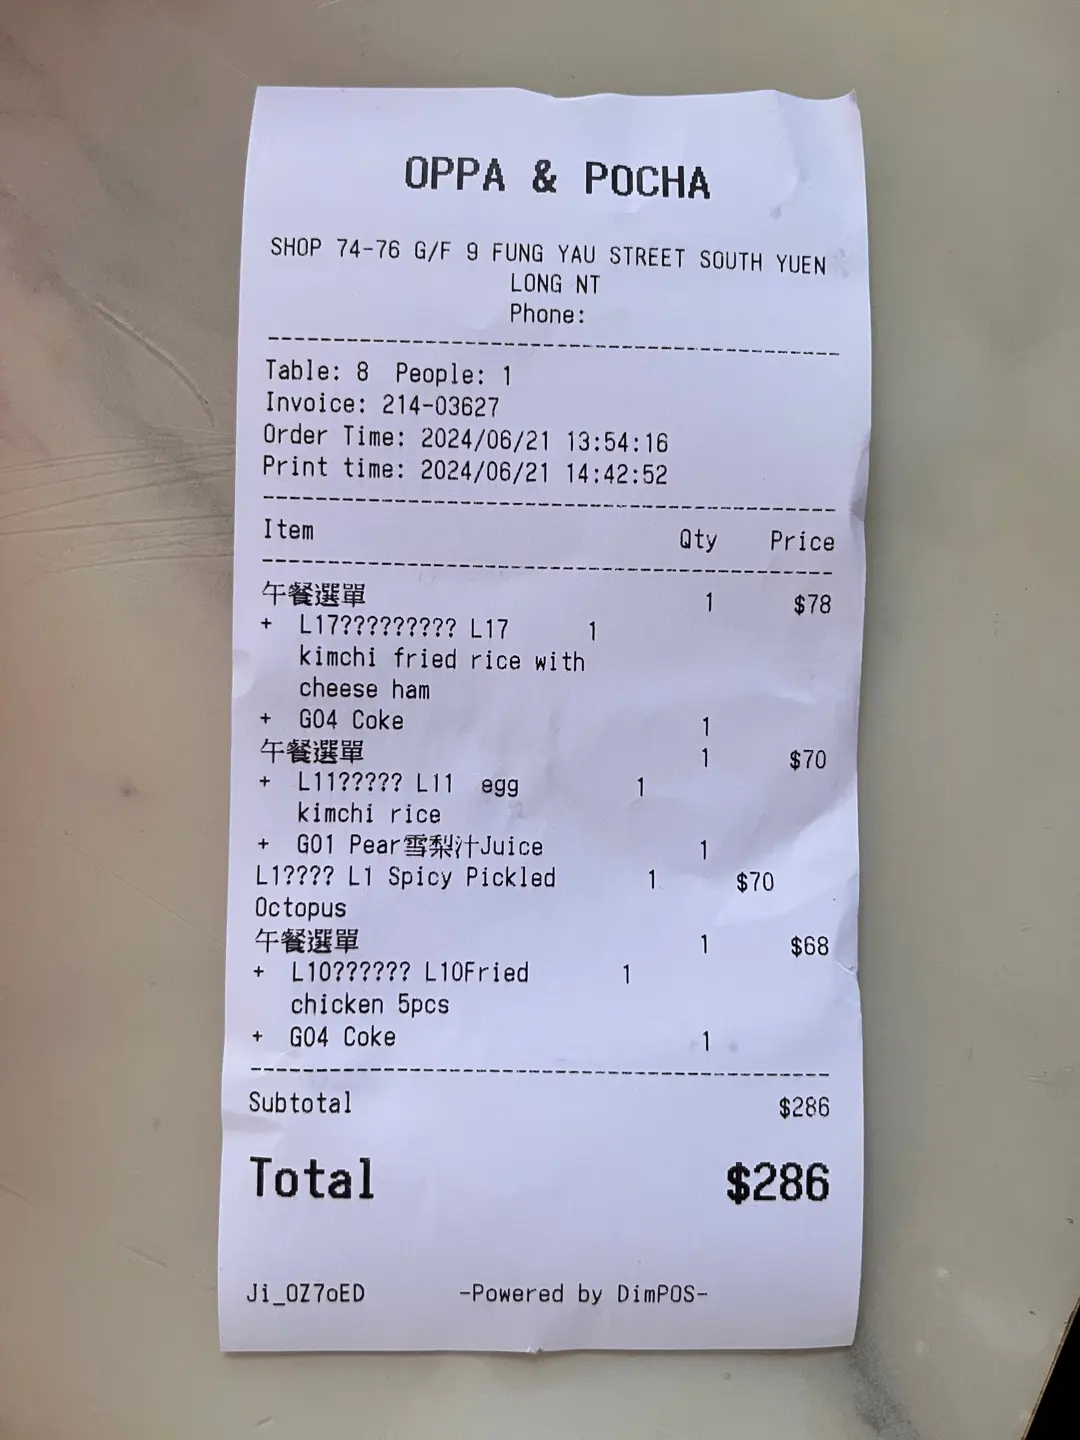 OPPA & POCHA
SHOP 74-76 G/F 9 FUNG YAU STREET SOUTH YUEN
LONG NT
Phone:
Table: 8 People: 1
Invoice: 214-03627
Order Time: 2024/06/21 13:54:16
Print time: 2024/06/21 14:42:52
Item Qty Price
午餐選單 1 $78
+ L17????????? L17 1
kimchi fried rice with
cheese ham
+ G04 Coke 1
午餐選單 1 $70
+ L11????? L11 egg 1
kimchi rice
+ G01 Pear雪梨汁Juice 1
L1???? L1 Spicy Pickled 1 $70
Octopus
午餐選單 1 $68
+ L10?????? L10Fried 1
chicken 5pcs
+ G04 Coke 1
Subtotal $286
Total $286
Ji_OZ7oED -Powered by DimPOS-